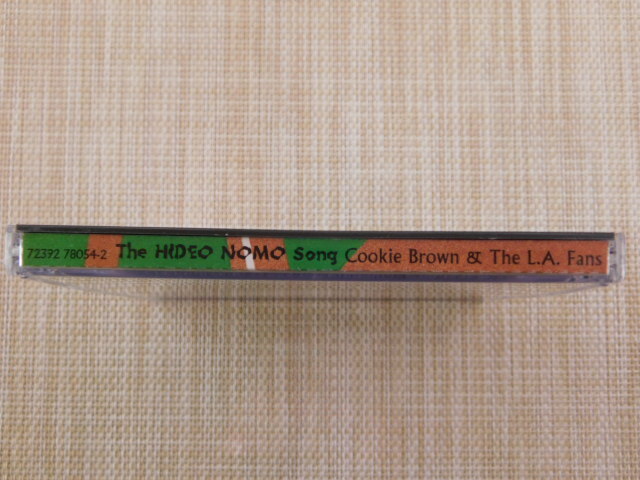 72392 78054-2 The HIDEO NOMO Song Cookie Brown & The L.A. Fans